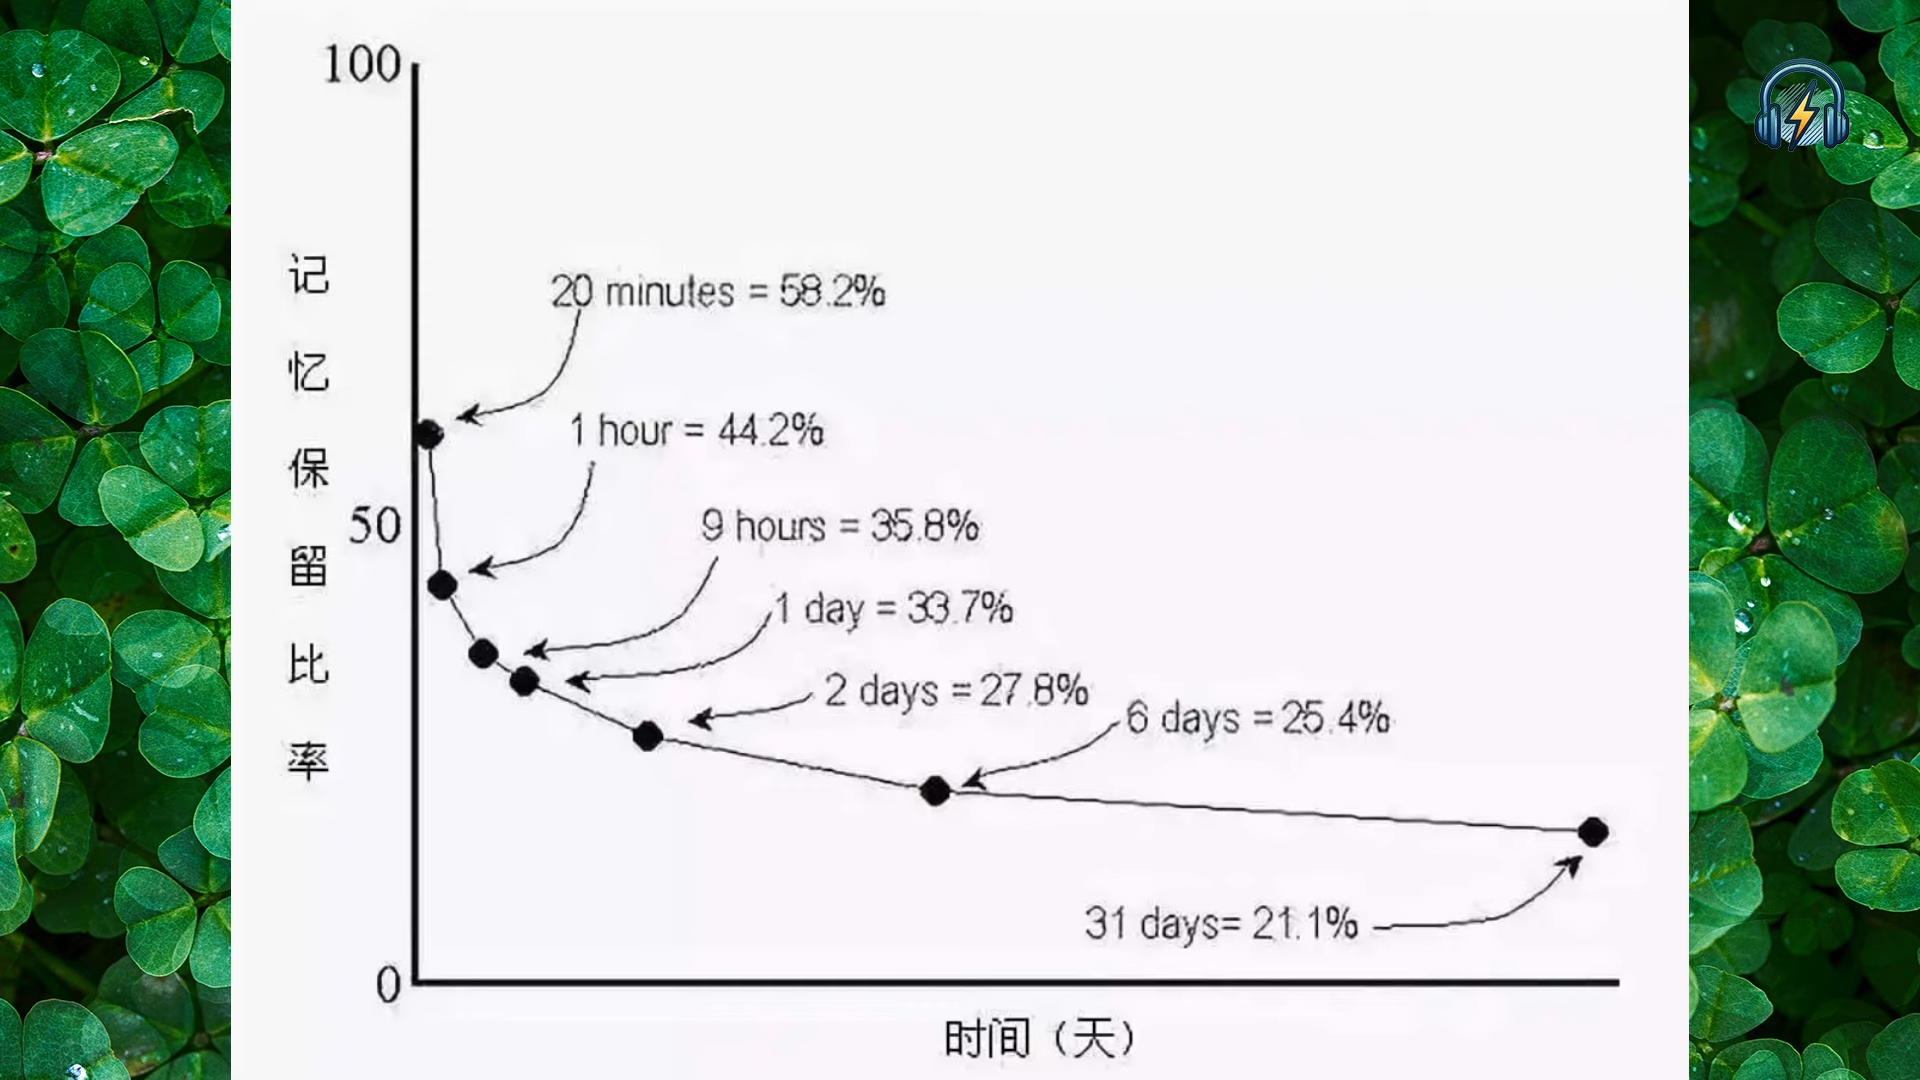 100
20 minutes = 58.2%
1 hour = 44.2%
50
9 hours = 35.8%
1 day = 33.7%
2 days = 27.8%
6 days = 25.4%
31 days= 21.1%
0
记忆保留比率
时间（天）